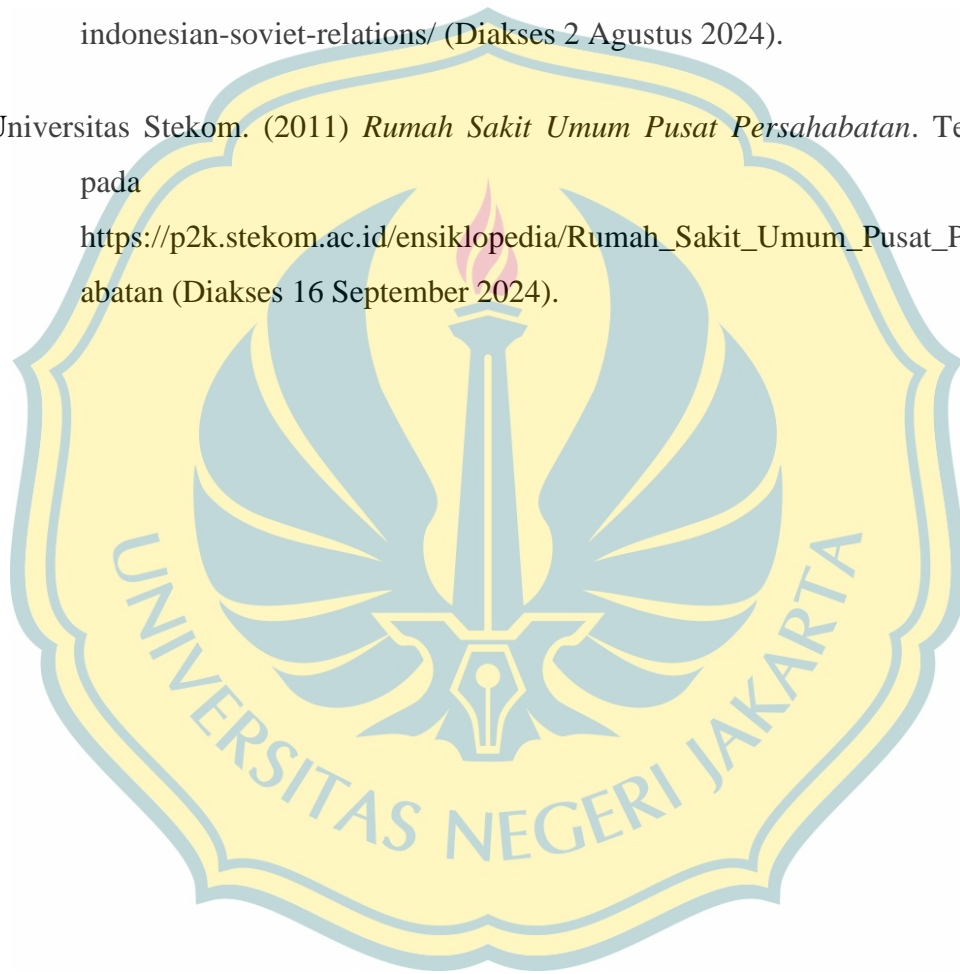 indonesian-soviet-relations/ (Diakses 2 Agustus 2024).
Universitas Stekom. (2011) Rumah Sakit Umum Pusat Persahabatan. Te
pada
https://p2k.stekom.ac.id/ensiklopedia/Rumah_Sakit_Umum_Pusat_P
abatan (Diakses 16 September 2024).
UNIVERSITAS NEGERI JAKARTA